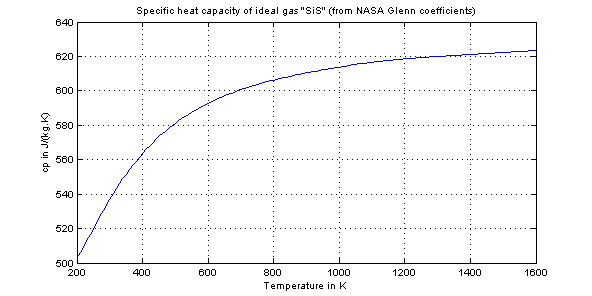 Specific heat capacity of ideal gas "SiS" (from NASA Glenn coefficients)
640
620
600
580
560
540
520
500
cp in J/(kg.K)
200 400 600 800 1000 1200 1400 1600
Temperature in K